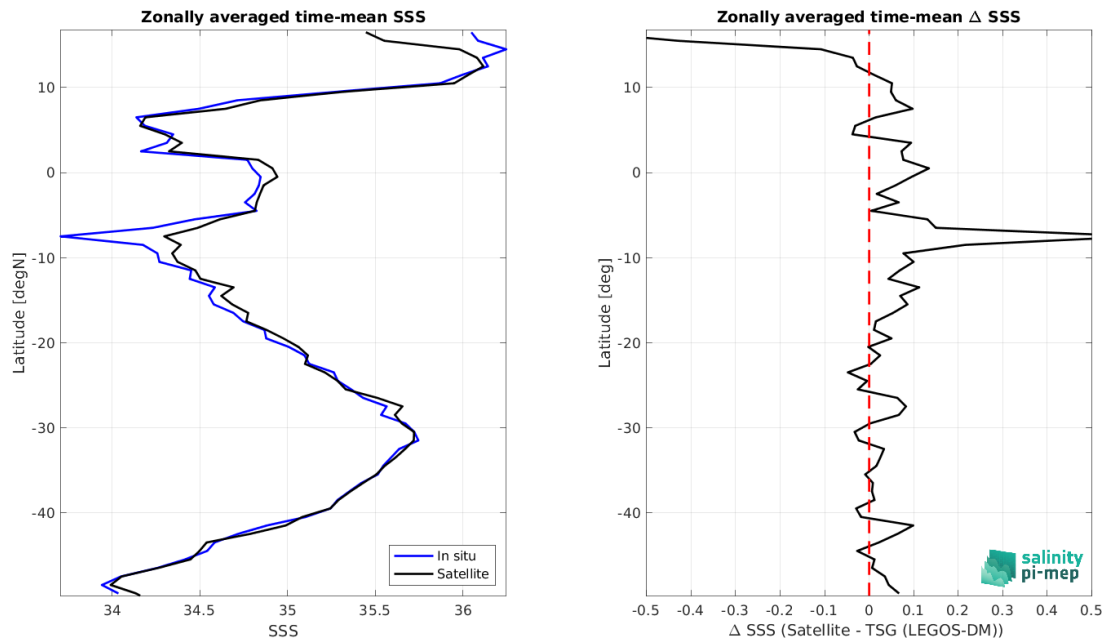 Zonally averaged time-mean SSS
10
0
-10
-20
-30
-40
Latitude [degN]
34
34.5
35
35.5
36
SSS
In situ
Satellite
Zonally averaged time-mean Δ SSS
10
0
-10
-20
-30
-40
Latitude [deg]
-0.5
-0.4
-0.3
-0.2
-0.1
0
0.1
0.2
0.3
0.4
0.5
Δ SSS (Satellite - TSG (LEGOS-DM))
salinity
pi-mep